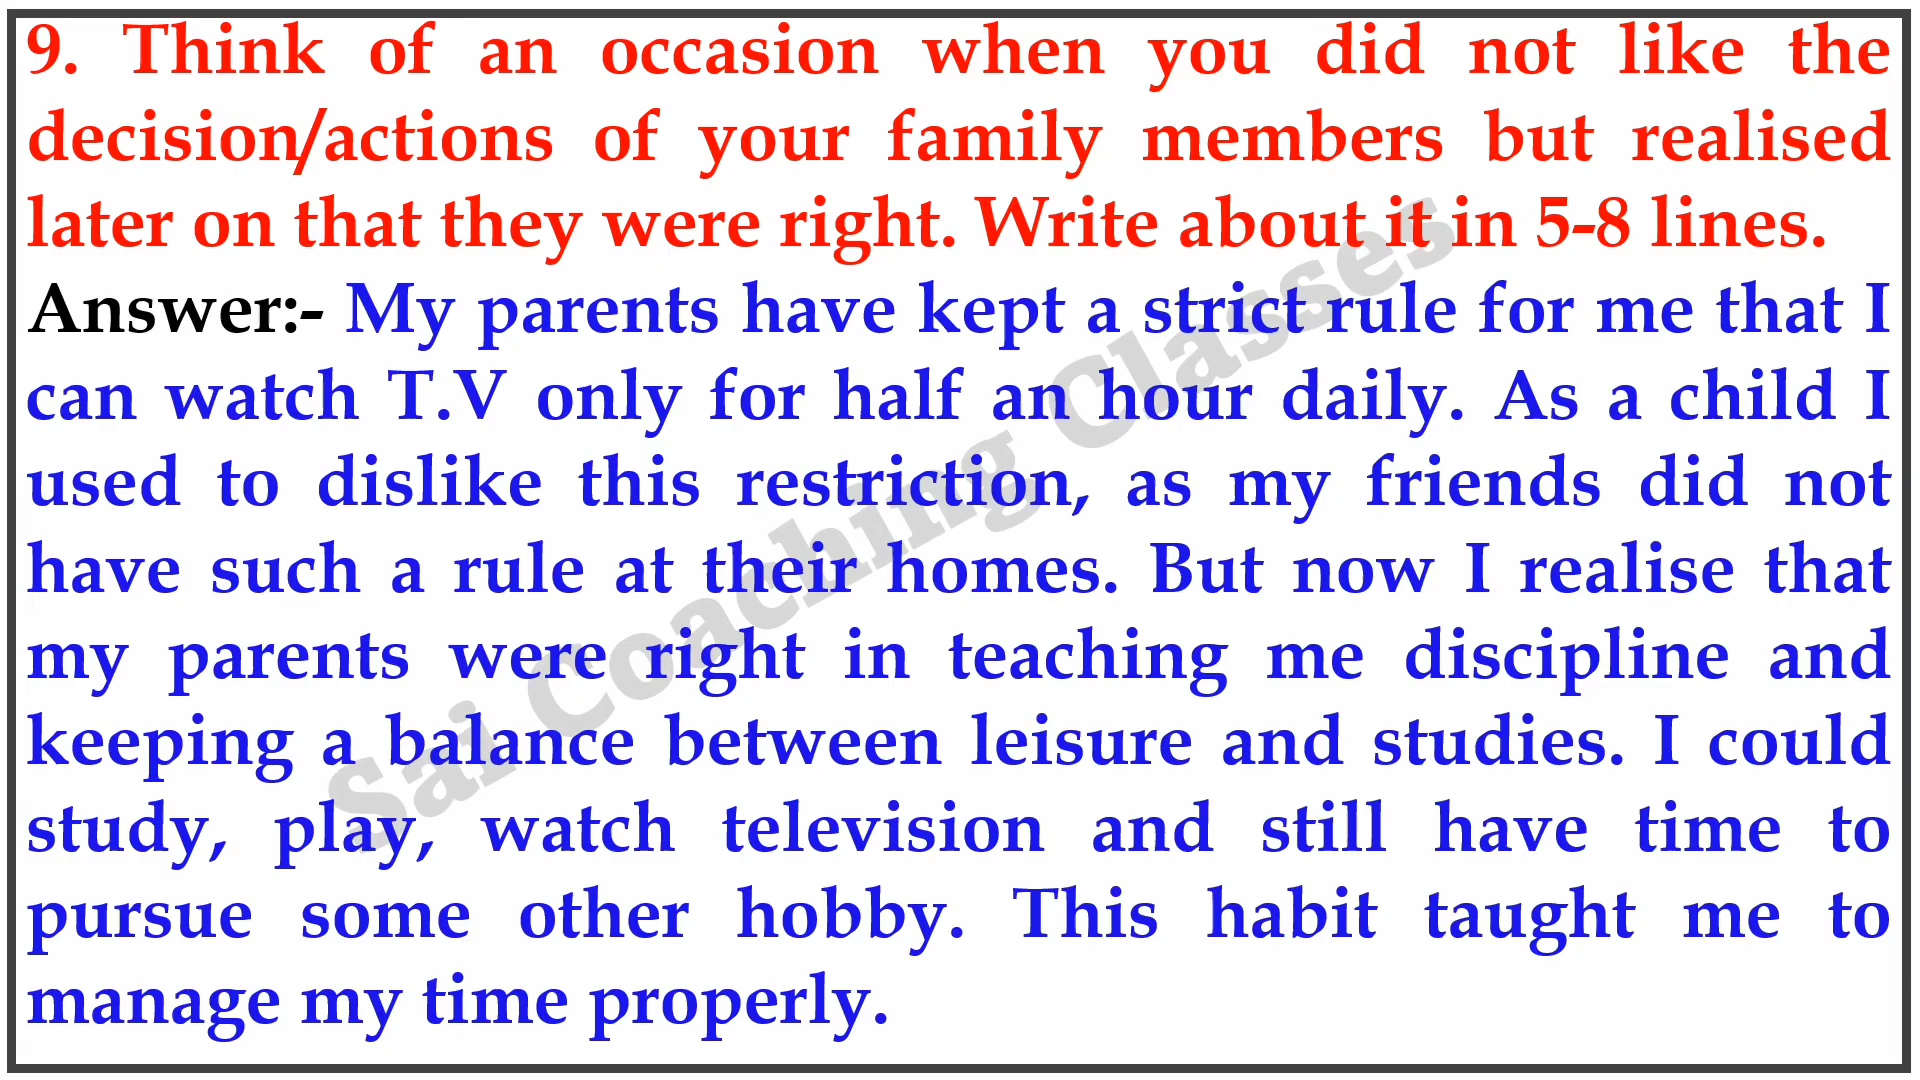 9. Think of an occasion when you did not like the
decision/actions of your family members but realised
later on that they were right. Write about it in 5-8 lines.
Answer:- My parents have kept a strict rule for me that I
can watch T.V only for half an hour daily. As a child I
used to dislike this restriction, as my friends did not
have such a rule at their homes. But now I realise that
my parents were right in teaching me discipline and
keeping a balance between leisure and studies. I could
study, play, watch television and still have time to
pursue some other hobby. This habit taught me to
manage my time properly.
Sai Coaching Classes